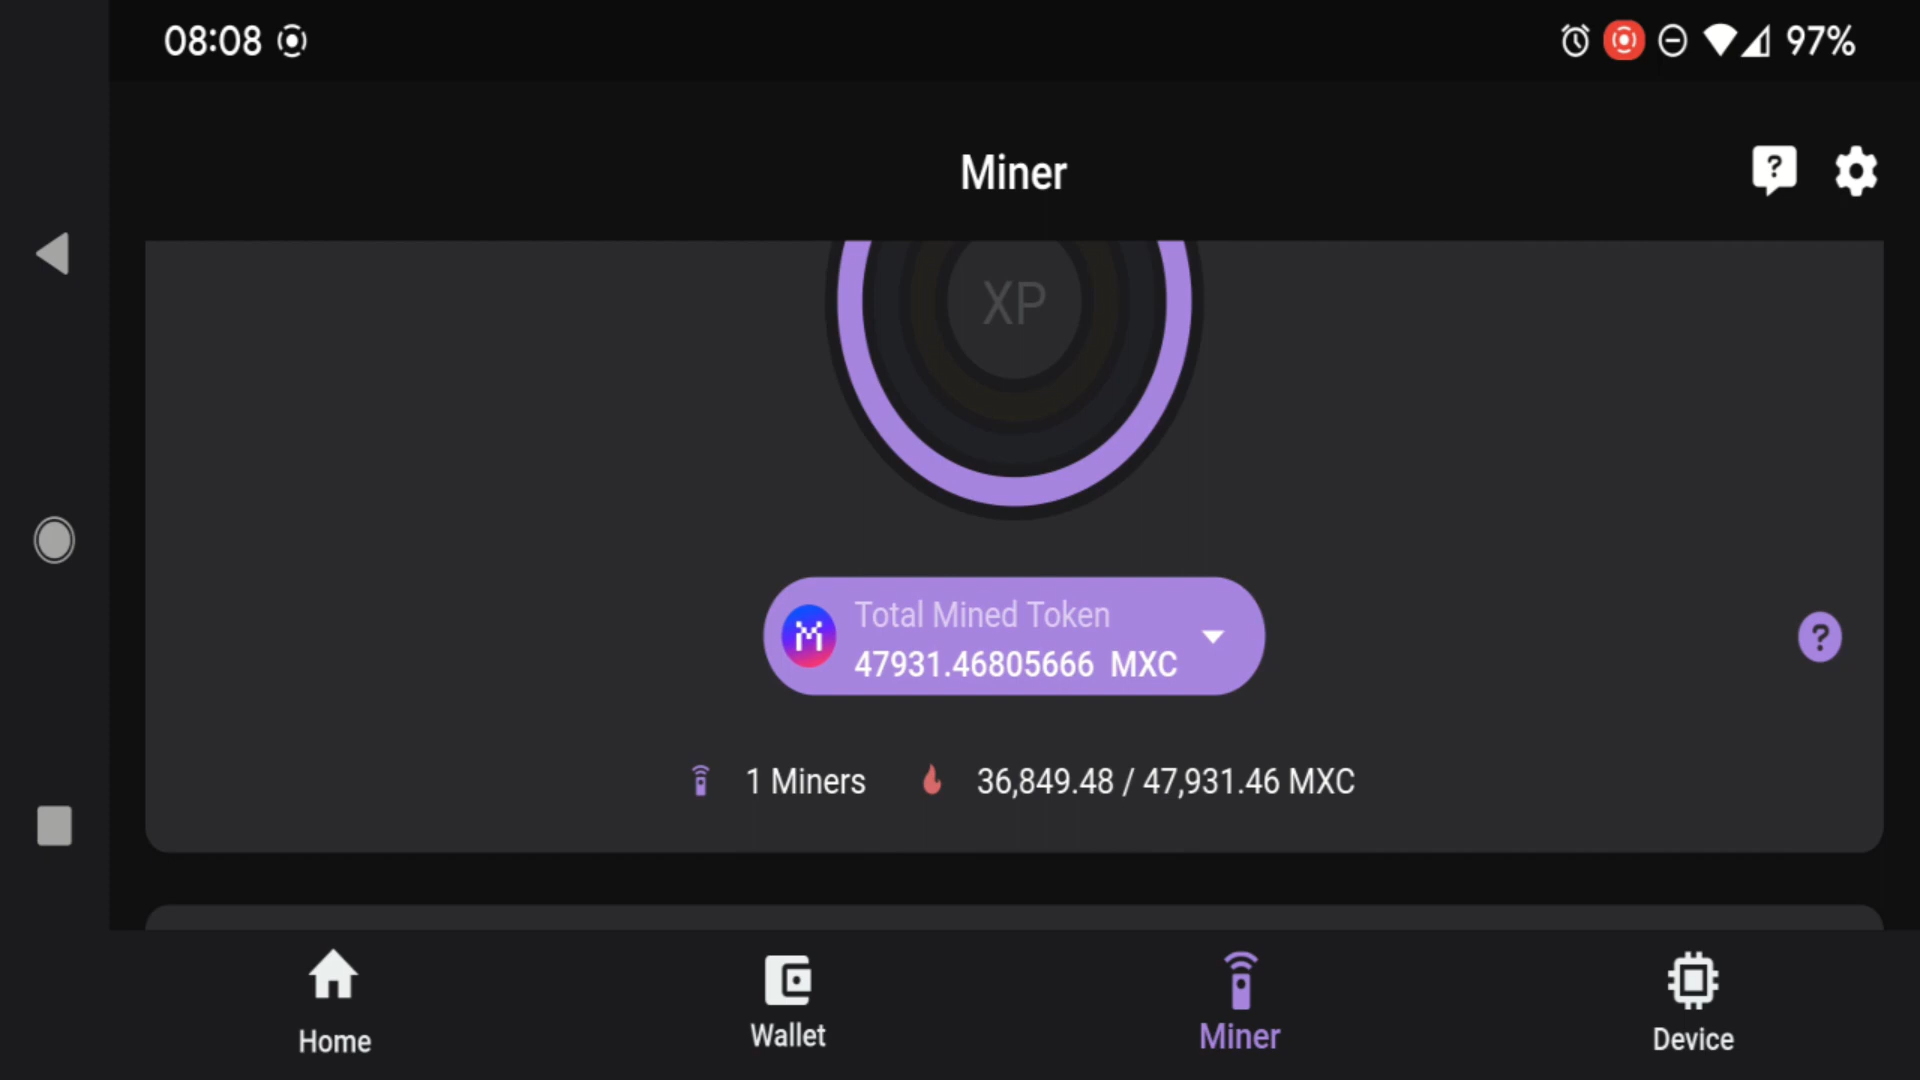 08:08
97%
Miner
XP
Total Mined Token
47931.46805666 MXC
1 Miners
36,849.48 / 47,931.46 MXC
Home
Wallet
Miner
Device